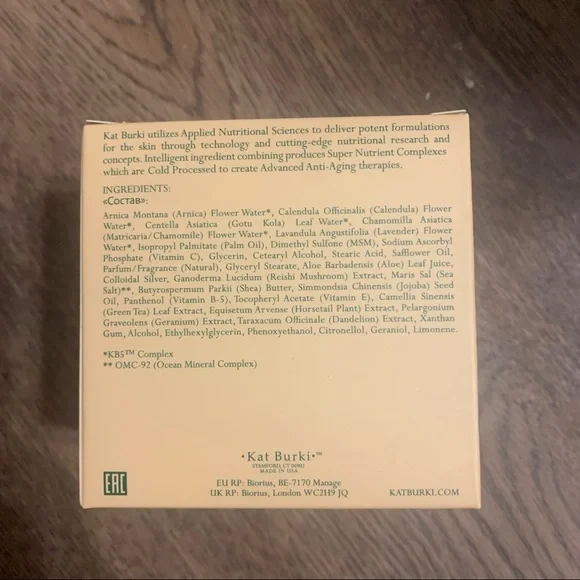 Kat Burki utilizes Applied Nutritional Sciences to deliver potent formulations
for the skin through technology and cutting-edge nutritional research and
concepts. Intelligent ingredient combining produces Super Nutrient Complexes
which are Cold Processed to create Advanced Anti-Aging therapies.
INGREDIENTS:
«Состав»:
Arnica Montana (Arnica) Flower Water*, Calendula Officinalis (Calendula) Flower
Water*, Centella Asiatica (Gotu Kola) Leaf Water*, Chamomilla Asiatica
(Matricaria/Chamomile) Flower Water*, Lavandula Angustifolia (Lavender) Flower
Water*, Isopropyl Palmitate (Palm Oil), Dimethyl Sulfone (MSM), Sodium Ascorbyl
Phosphate (Vitamin C), Glycerin, Cetearyl Alcohol, Stearic Acid, Safflower Oil,
Parfum/Fragrance (Natural), Glyceryl Stearate, Aloe Barbadensis (Aloe) Leaf Juice,
Colloidal Silver, Ganoderma Lucidum (Reishi Mushroom) Extract, Maris Sal (Sea
Salt)**, Butyrospermum Parkii (Shea) Butter, Simmondsia Chinensis (Jojoba) Seed
Oil, Panthenol (Vitamin B-5), Tocopheryl Acetate (Vitamin E), Camellia Sinensis
(Green Tea) Leaf Extract, Equisetum Arvense (Horsetail Plant) Extract, Pelargonium
Graveolens (Geranium) Extract, Taraxacum Officinale (Dandelion) Extract, Xanthan
Gum, Alcohol, Ethylhexylglycerin, Phenoxyethanol, Citronellol, Geraniol, Limonene.
*KB5™ Complex
** OMC-92 (Ocean Mineral Complex)
•Kat Burki•™
STAMFORD, CT 06902
MADE IN USA
EAC
EU RP: Biorius, BE-7170 Manage
UK RP: Biorius, London WC2H9 JQ
KATBURKI.COM